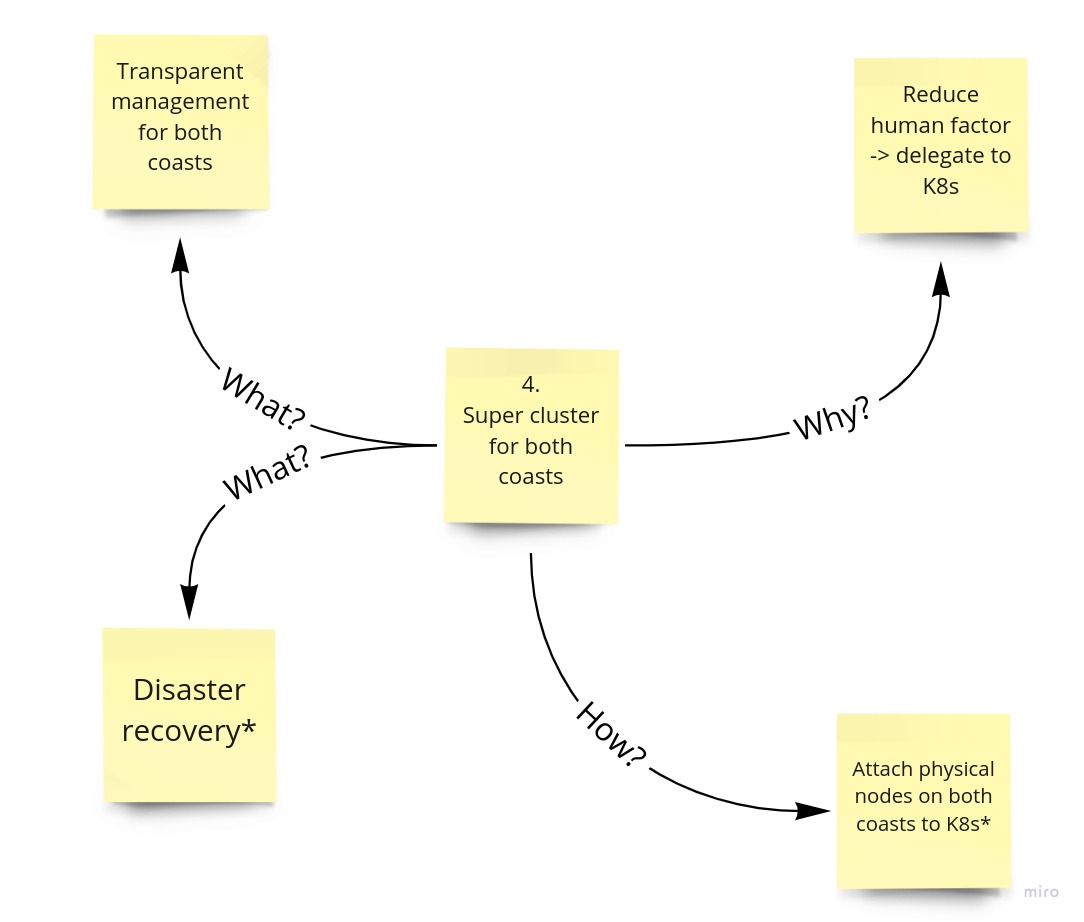 Transparent
management
for both
coasts
Reduce
human factor
-> delegate to
K8s
What?
What?
4.
Super cluster
for both
coasts
Why?
Disaster
recovery*
How?
Attach physical
nodes on both
coasts to K8s*
miro